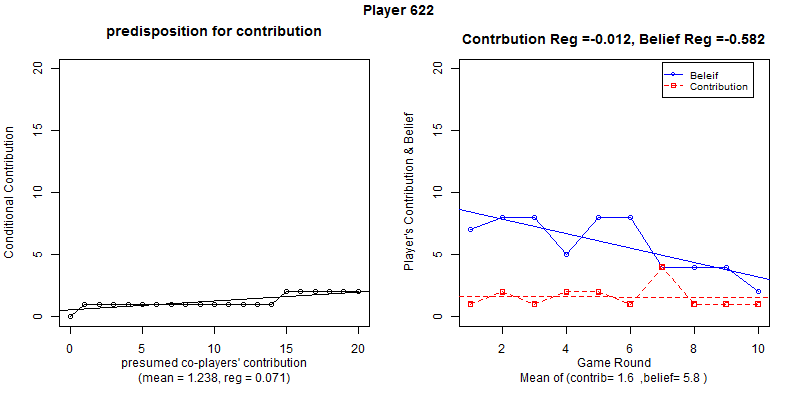 Player 622
predisposition for contribution
Conditional Contribution
0 5 10 15 20
0 5 10 15 20
presumed co-players' contribution
(mean = 1.238, reg = 0.071)
Contrbution Reg =-0.012, Belief Reg =-0.582
Beleif
Contribution
Player's Contribution & Belief
0 5 10 15 20
2 4 6 8 10
Game Round
Mean of (contrib= 1.6 ,belief= 5.8 )